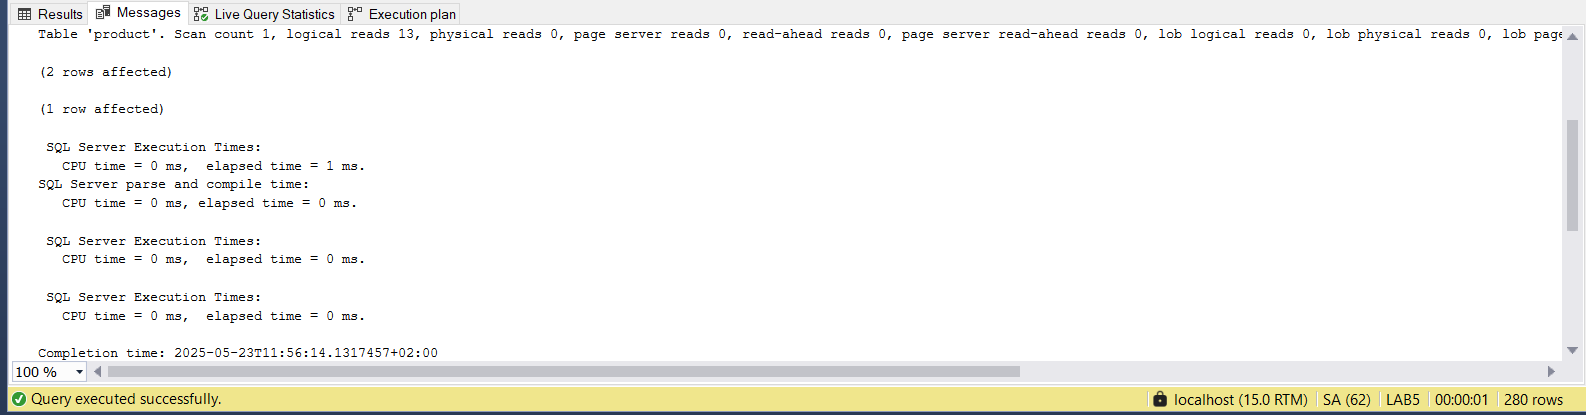 Results Messages Live Query Statistics Execution plan
Table 'product'. Scan count 1, logical reads 13, physical reads 0, page server reads 0, read-ahead reads 0, page server read-ahead reads 0, lob logical reads 0, lob physical reads 0, lob page
(2 rows affected)
(1 row affected)
SQL Server Execution Times:
CPU time = 0 ms,  elapsed time = 1 ms.
SQL Server parse and compile time:
CPU time = 0 ms, elapsed time = 0 ms.
SQL Server Execution Times:
CPU time = 0 ms,  elapsed time = 0 ms.
SQL Server Execution Times:
CPU time = 0 ms,  elapsed time = 0 ms.
Completion time: 2025-05-23T11:56:14.1317457+02:00
100 %
Query executed successfully. localhost (15.0 RTM) SA (62) LAB5 00:00:01 280 rows